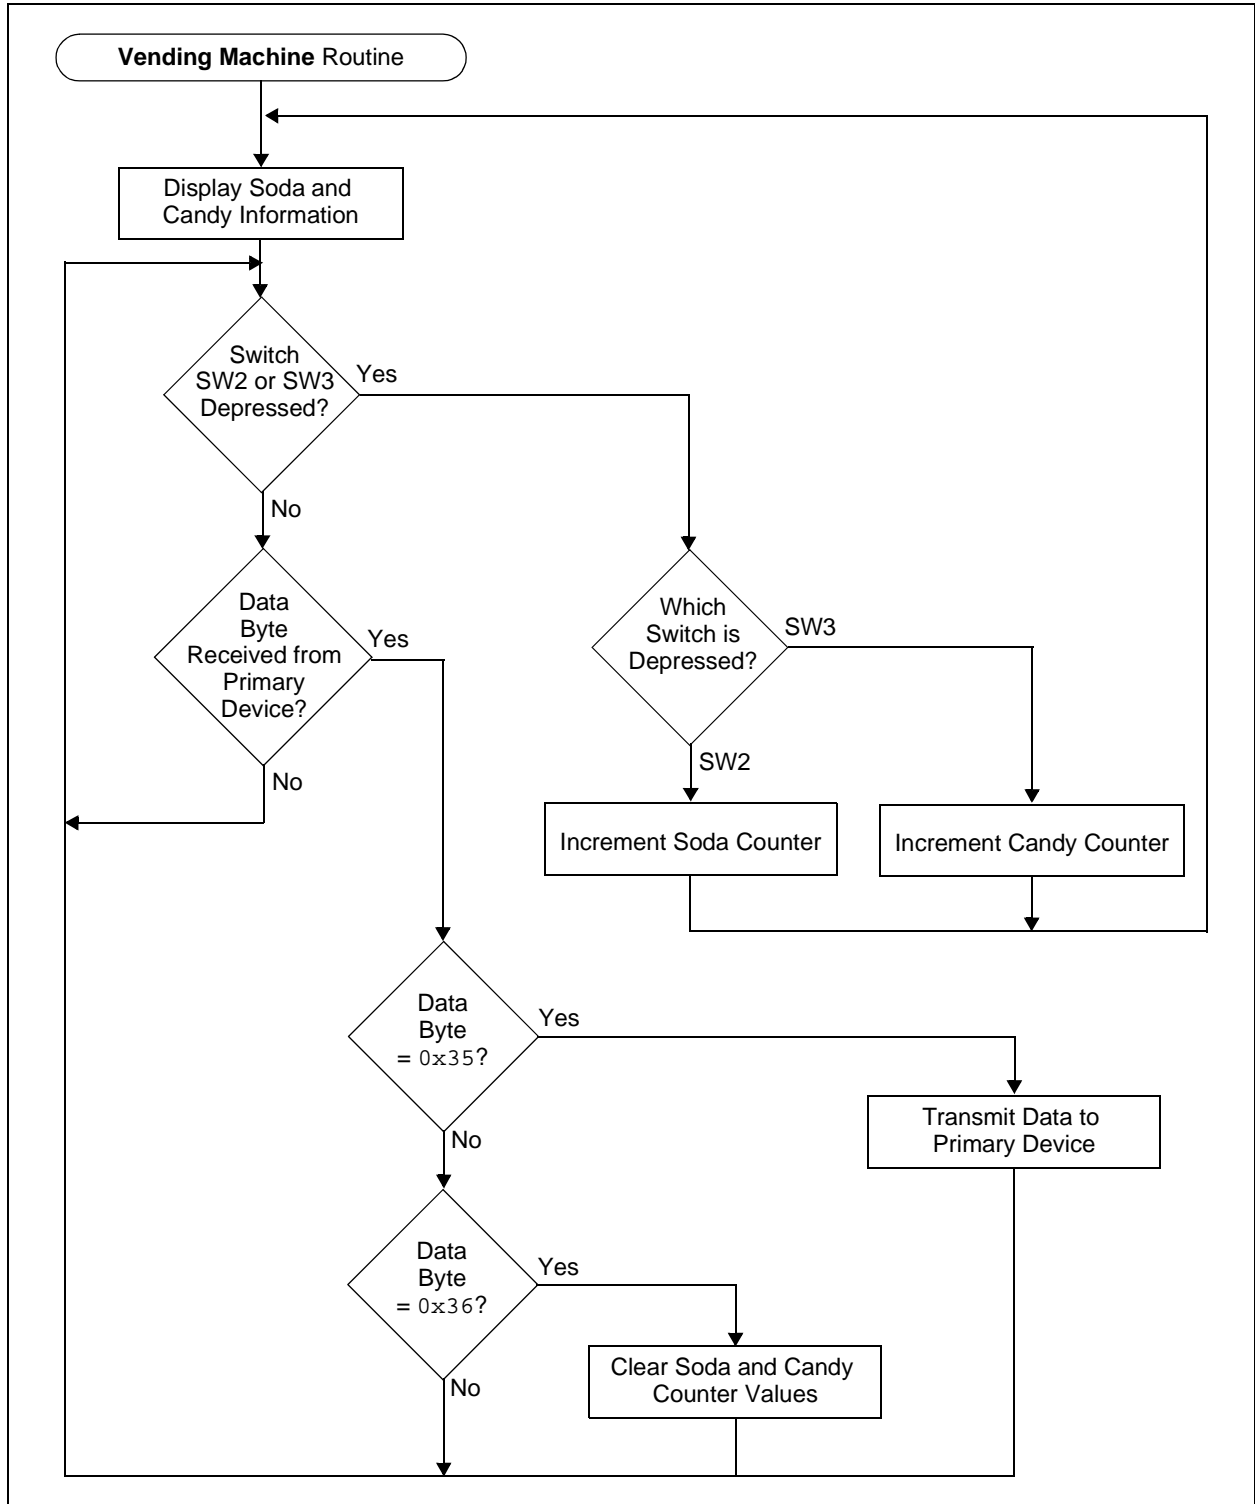 Vending Machine Routine
Display Soda and
Candy Information
Switch
SW2 or SW3
Depressed?
Yes
No
Data
Byte
Received from
Primary
Device?
Yes
No
Which
Switch is
Depressed?
SW3
SW2
Increment Soda Counter
Increment Candy Counter
Data
Byte
= 0x35?
Yes
No
Transmit Data to
Primary Device
Data
Byte
= 0x36?
Yes
No
Clear Soda and Candy
Counter Values